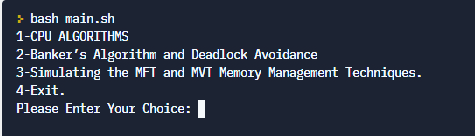 > bash main.sh
1-CPU ALGORITHMS
2-Banker’s Algorithm and Deadlock Avoidance
3-Simulating the MFT and MVT Memory Management Techniques.
4-Exit.
Please Enter Your Choice: